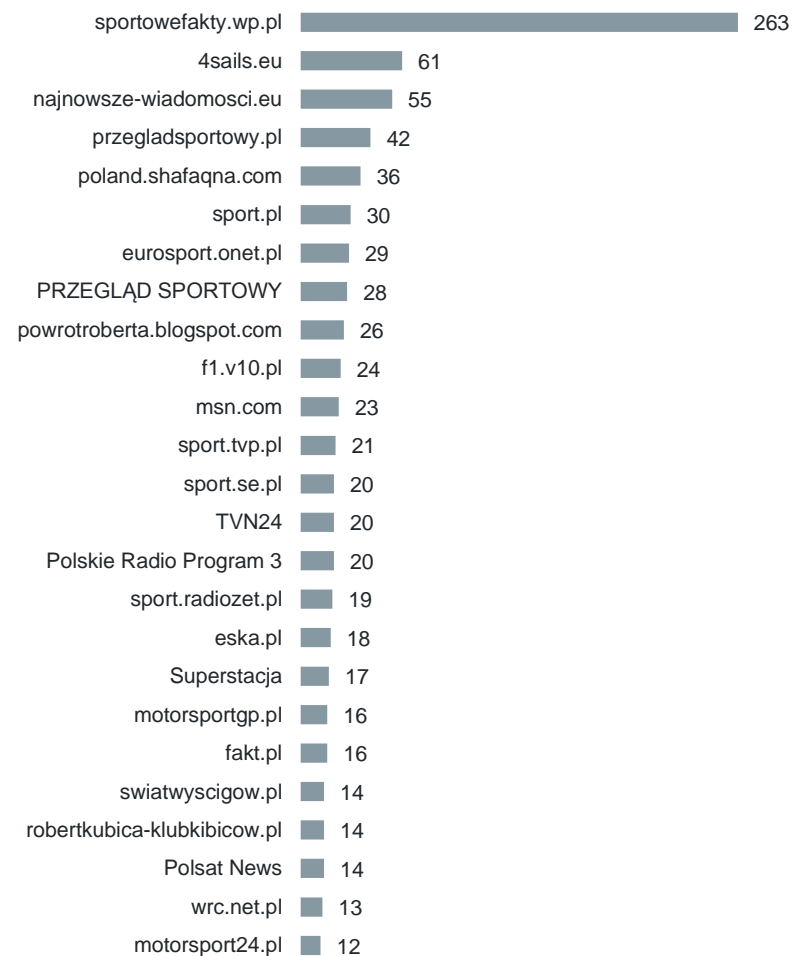 sportowefakty.wp.pl 263
4sails.eu 61
najnowsze-wiadomosci.eu 55
przegladsportowy.pl 42
poland.shafaqna.com 36
sport.pl 30
eurosport.onet.pl 29
PRZEGLĄD SPORTOWY 28
powrotroberta.blogspot.com 26
f1.v10.pl 24
msn.com 23
sport.tvp.pl 21
sport.se.pl 20
TVN24 20
Polskie Radio Program 3 20
sport.radiozet.pl 19
eska.pl 18
Superstacja 17
motorsportgp.pl 16
fakt.pl 16
swiatwyscigow.pl 14
robertkubica-klubkibicow.pl 14
Polsat News 14
wrc.net.pl 13
motorsport24.pl 12